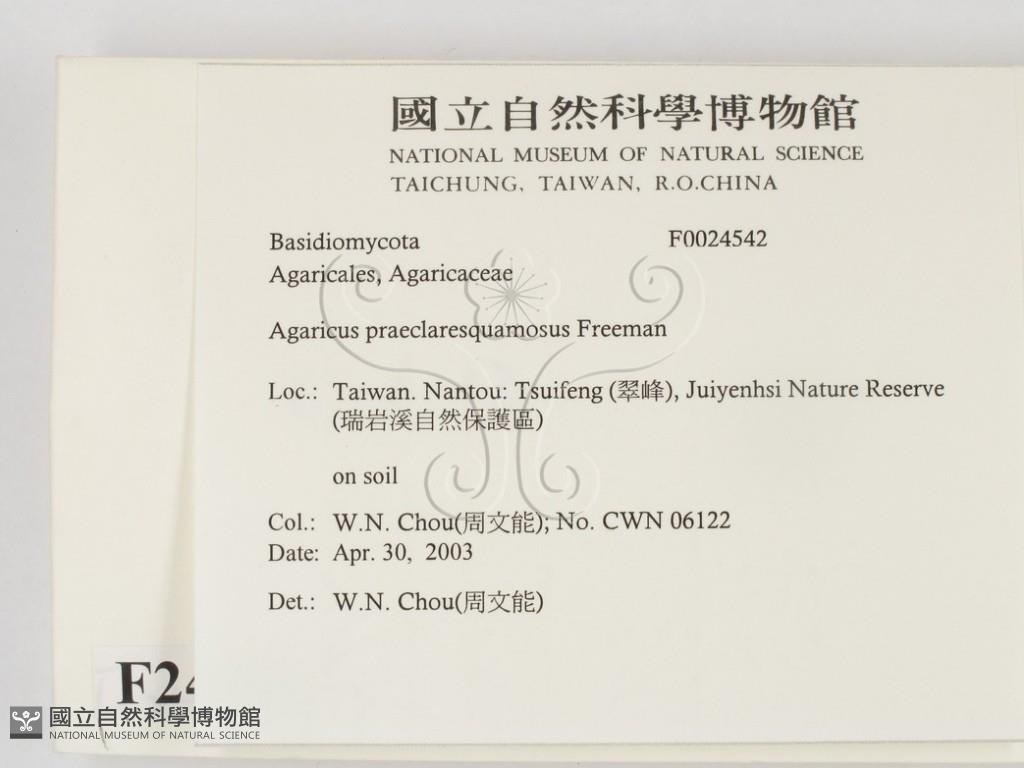 國立自然科學博物館
NATIONAL MUSEUM OF NATURAL SCIENCE
TAICHUNG, TAIWAN, R.O.CHINA
Basidiomycota F0024542
Agaricales, Agaricaceae
Agaricus praeclaresquamosus Freeman
Loc.: Taiwan. Nantou: Tsuifeng (翠峰), Juiyenhsi Nature Reserve
(瑞岩溪自然保護區)
on soil
Col.: W.N. Chou(周文能); No. CWN 06122
Date: Apr. 30, 2003
Det.: W.N. Chou(周文能)
F24
國立自然科學博物館
NATIONAL MUSEUM OF NATURAL SCIENCE